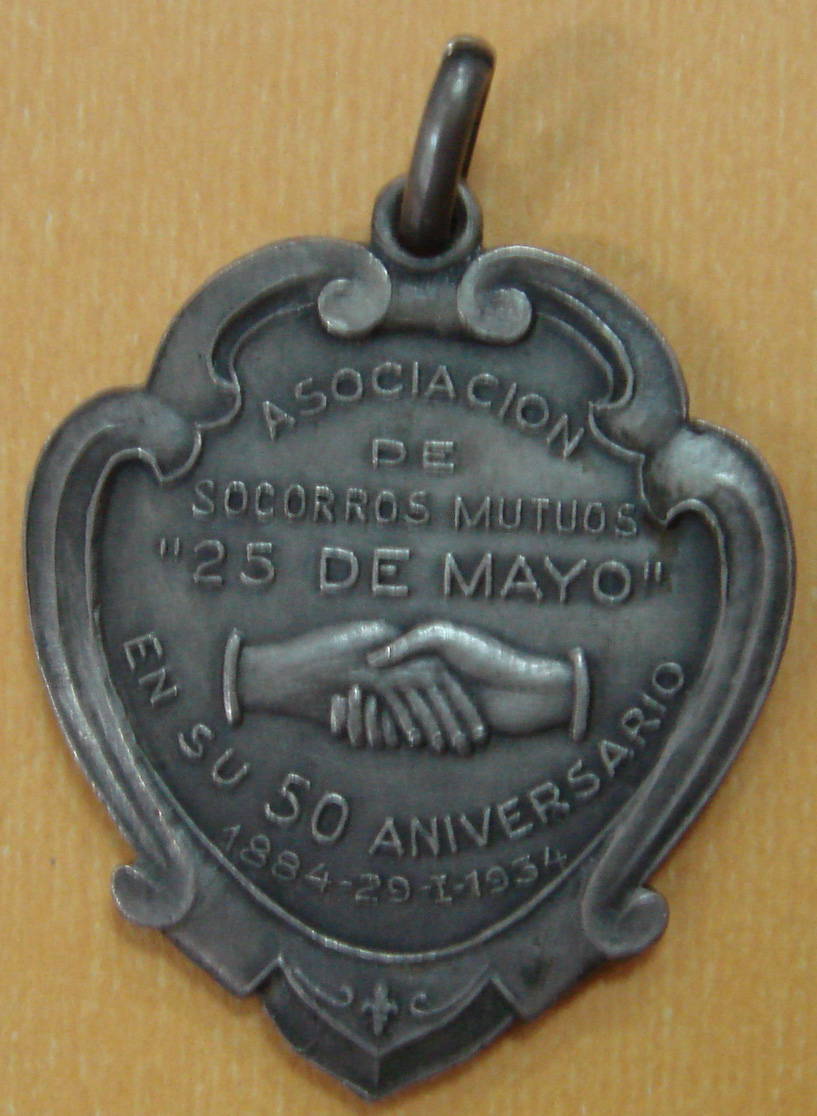 ASOCIACION
DE
SOCORROS MUTUOS
"25 DE MAYO"
EN SU 50 ANIVERSARIO
1884-29-I-1934